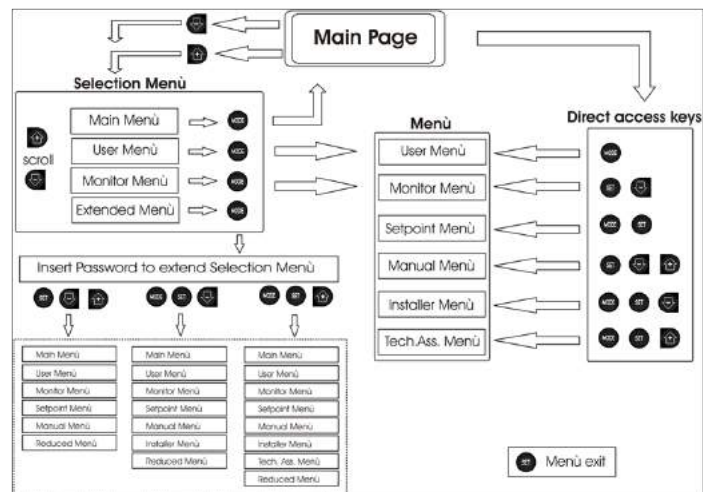 Main Page
Selection Menù
Main Menù
MODE
User Menù
MODE
Monitor Menù
MODE
Extended Menù
MODE
scroll
Insert Password to extend Selection Menù
SET
MODE SET
MODE SET
Main Menù
User Menù
Monitor Menù
Setpoint Menù
Manual Menù
Reduced Menù
Main Menù
User Menù
Monitor Menù
Setpoint Menù
Manual Menù
Installer Menù
Reduced Menù
Main Menù
User Menù
Monitor Menù
Setpoint Menù
Manual Menù
Installer Menù
Tech. Ass. Menù
Reduced Menù
Menù
User Menù
Monitor Menù
Setpoint Menù
Manual Menù
Installer Menù
Tech.Ass. Menù
Direct access keys
MODE
SET
MODE SET
SET
MODE SET
MODE SET
SET Menù exit